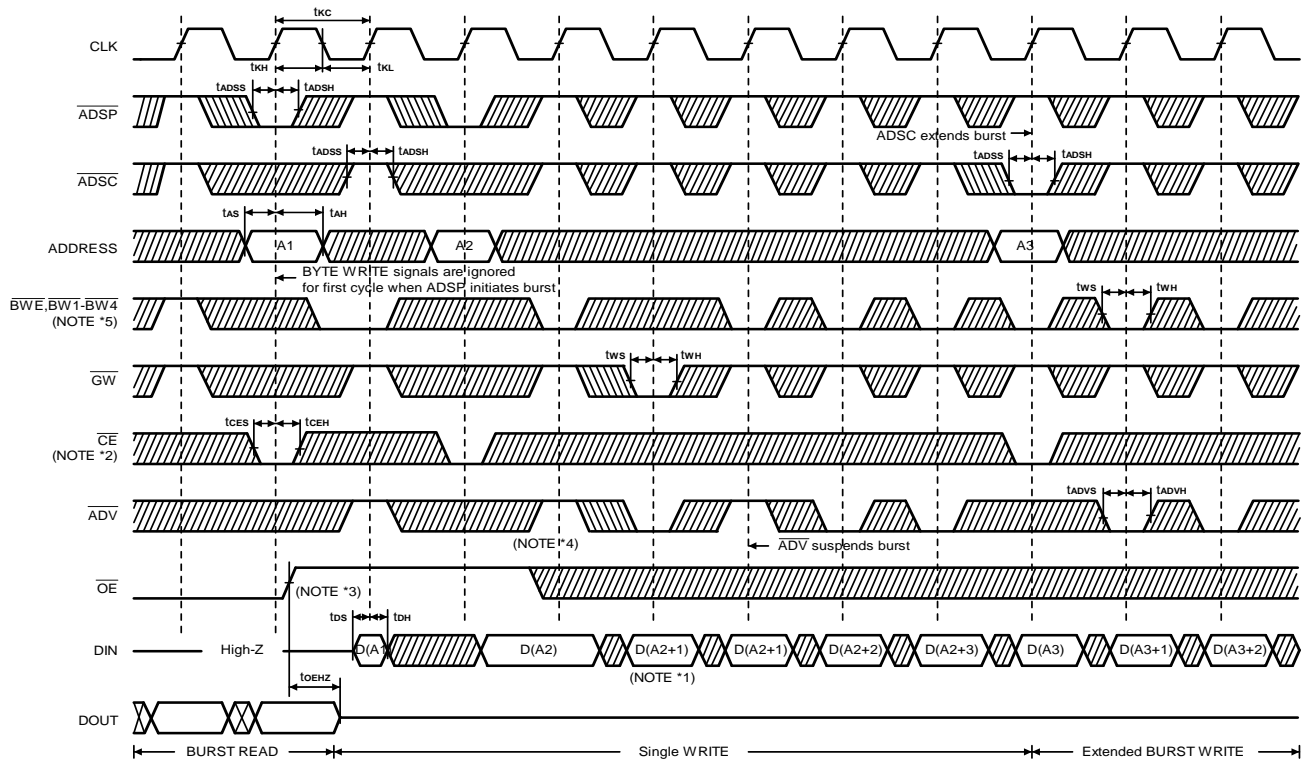 tKC
CLK
tKH
tKL
tADSS
tADSH
ADSP
ADSC extends burst
tADSS
tADSH
tADSS
tADSH
ADSC
tAS
tAH
ADDRESS
A1
A2
A3
BYTE WRITE signals are ignored
for first cycle when ADSP initiates burst
BWE,BW1-BW4
(NOTE *5)
tWS
tWH
tWS
tWH
GW
tCES
tCEH
CE
(NOTE *2)
tADVS
tADVH
ADV
(NOTE *4)
ADV suspends burst
OE
(NOTE *3)
tDS
tDH
DIN
High-Z
D(A1
D(A2)
D(A2+1)
D(A2+1)
D(A2+2)
D(A2+3)
D(A3)
D(A3+1)
D(A3+2)
(NOTE *1)
tOEHZ
DOUT
BURST READ
Single WRITE
Extended BURST WRITE